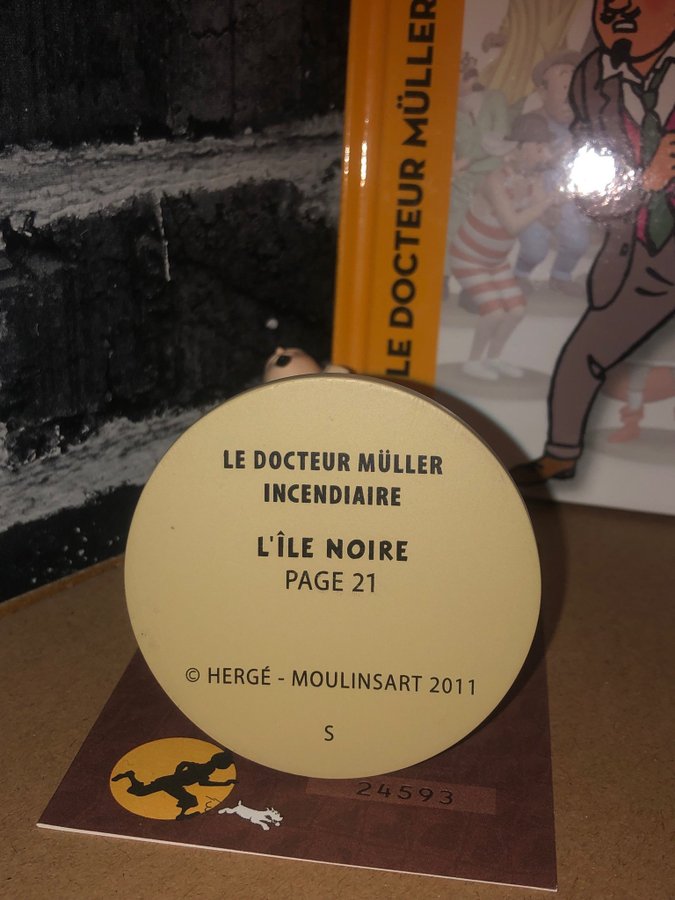 LE DOCTEUR MÜLLER
LE DOCTEUR MÜLLER
INCENDIAIRE
L'ÎLE NOIRE
PAGE 21
© HERGÉ - MOULINSART 2011
S
24593